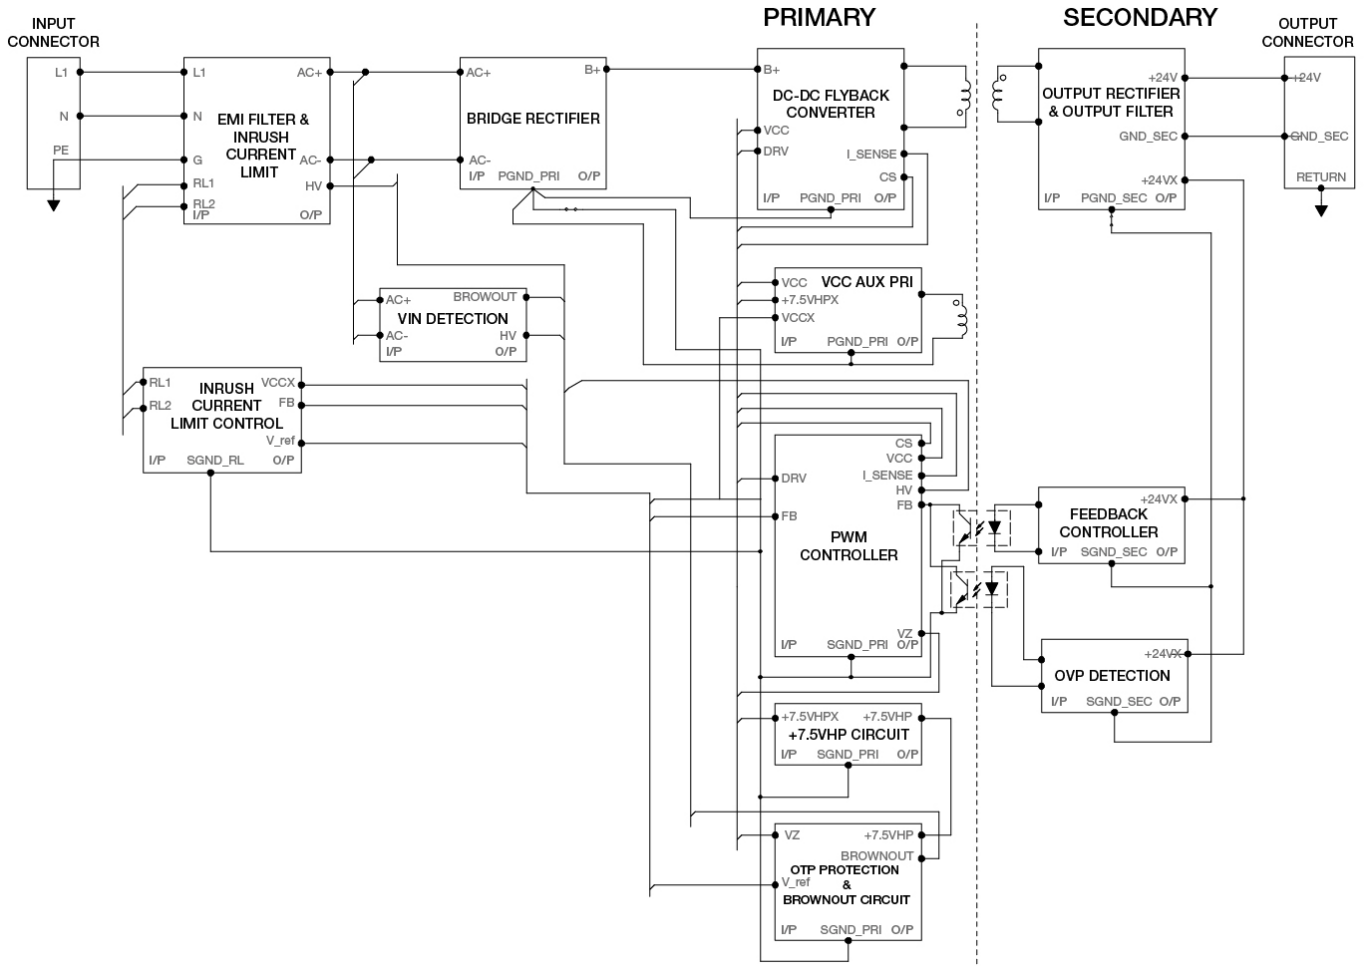 PRIMARY
SECONDARY
INPUT
CONNECTOR
L1
N
PE
L1
N
G
RL1
RL2
I/P
EMI FILTER &
INRUSH
CURRENT
LIMIT
AC+
AC-
HV
O/P
AC+
AC-
I/P
BRIDGE RECTIFIER
PGND_PRI
B+
O/P
B+
DC-DC FLYBACK
CONVERTER
VCC
DRV
I_SENSE
CS
I/P
PGND_PRI
O/P
OUTPUT RECTIFIER
& OUTPUT FILTER
+24V
GND_SEC
+24VX
I/P
PGND_SEC
O/P
OUTPUT
CONNECTOR
+24V
GND_SEC
RETURN
AC+
AC-
I/P
VIN DETECTION
BROWOUT
HV
O/P
VCC
+7.5VHPX
VCCX
VCC AUX PRI
I/P
PGND_PRI
O/P
RL1
RL2
INRUSH
CURRENT
LIMIT CONTROL
VCCX
FB
V_ref
I/P
SGND_RL
O/P
DRV
FB
PWM
CONTROLLER
CS
VCC
I_SENSE
HV
FB
VZ
I/P
SGND_PRI
O/P
FEEDBACK
CONTROLLER
+24VX
I/P
SGND_SEC
O/P
OVP DETECTION
+24VX
I/P
SGND_SEC
O/P
+7.5VHPX
+7.5VHP
+7.5VHP CIRCUIT
I/P
SGND_PRI
O/P
VZ
+7.5VHP
BROWNOUT
OTP PROTECTION
&
BROWNOUT CIRCUIT
V_ref
I/P
SGND_PRI
O/P